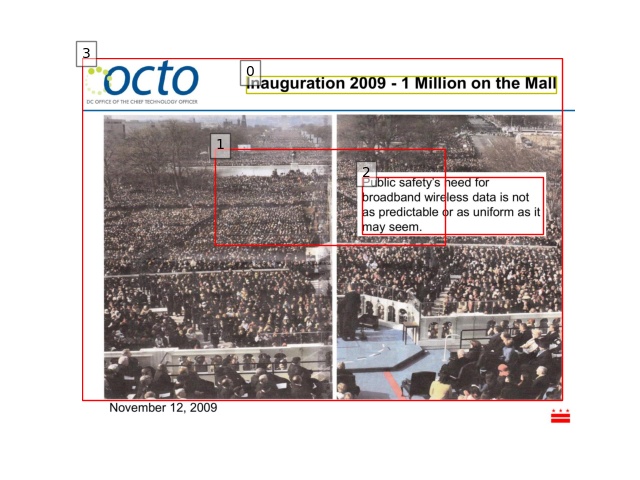 3
octo
DC OFFICE OF THE CHIEF TECHNOLOGY OFFICER
0
Inauguration 2009 - 1 Million on the Mall
1
2
Public safety's need for
broadband wireless data is not
as predictable or as uniform as it
may seem.
November 12, 2009